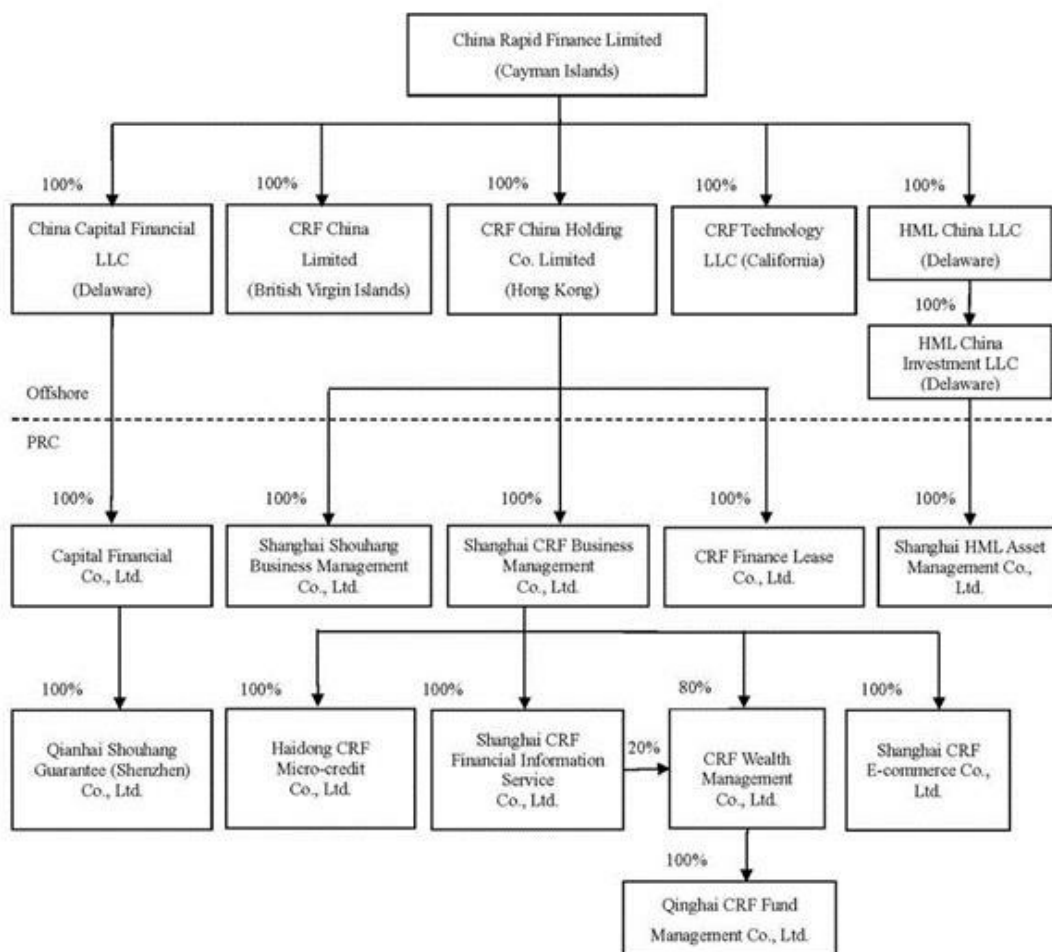 China Rapid Finance Limited
(Cayman Islands)
100%
100%
100%
100%
100%
China Capital Financial
LLC
(Delaware)
CRF China
Limited
(British Virgin Islands)
CRF China Holding
Co. Limited
(Hong Kong)
CRF Technology
LLC (California)
HML China LLC
(Delaware)
100%
HML China
Investment LLC
(Delaware)
Offshore
PRC
100%
100%
100%
100%
100%
Capital Financial
Co., Ltd.
Shanghai Shouhang
Business Management
Co., Ltd.
Shanghai CRF Business
Management
Co., Ltd.
CRF Finance Lease
Co., Ltd.
Shanghai HML Asset
Management Co.,
Ltd.
100%
100%
100%
80%
100%
Qianhai Shouhang
Guarantee (Shenzhen)
Co., Ltd.
Haidong CRF
Micro-credit
Co., Ltd.
Shanghai CRF
Financial Information
Service
Co., Ltd.
20%
CRF Wealth
Management
Co., Ltd.
Shanghai CRF
E-commerce Co.,
Ltd.
100%
Qinghai CRF Fund
Management Co., Ltd.